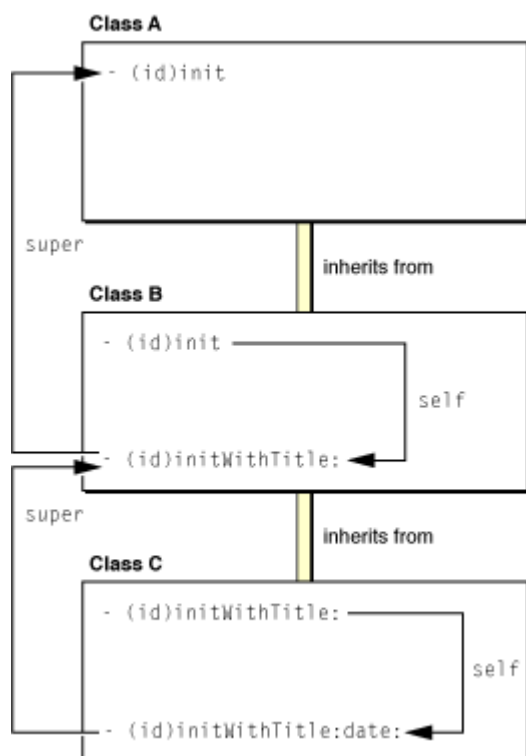 Class A
- (id)init
super
inherits from
Class B
- (id)init
self
- (id)initWithTitle:
super
inherits from
Class C
- (id)initWithTitle:
self
- (id)initWithTitle:date: